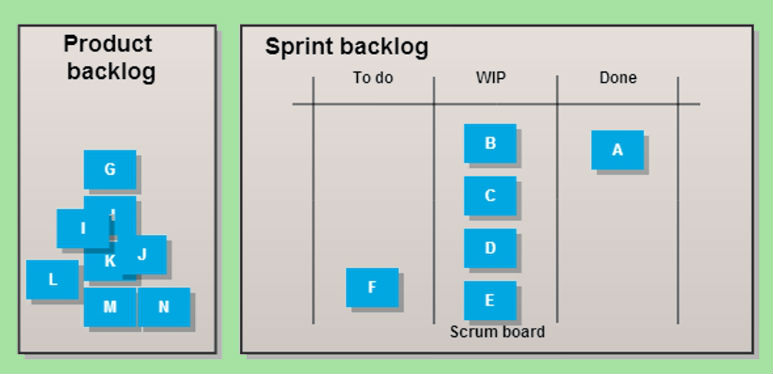 Product
backlog
Sprint backlog
To do
WIP
Done
B
A
C
D
F
E
Scrum board
G
I
J
K
L
M
N